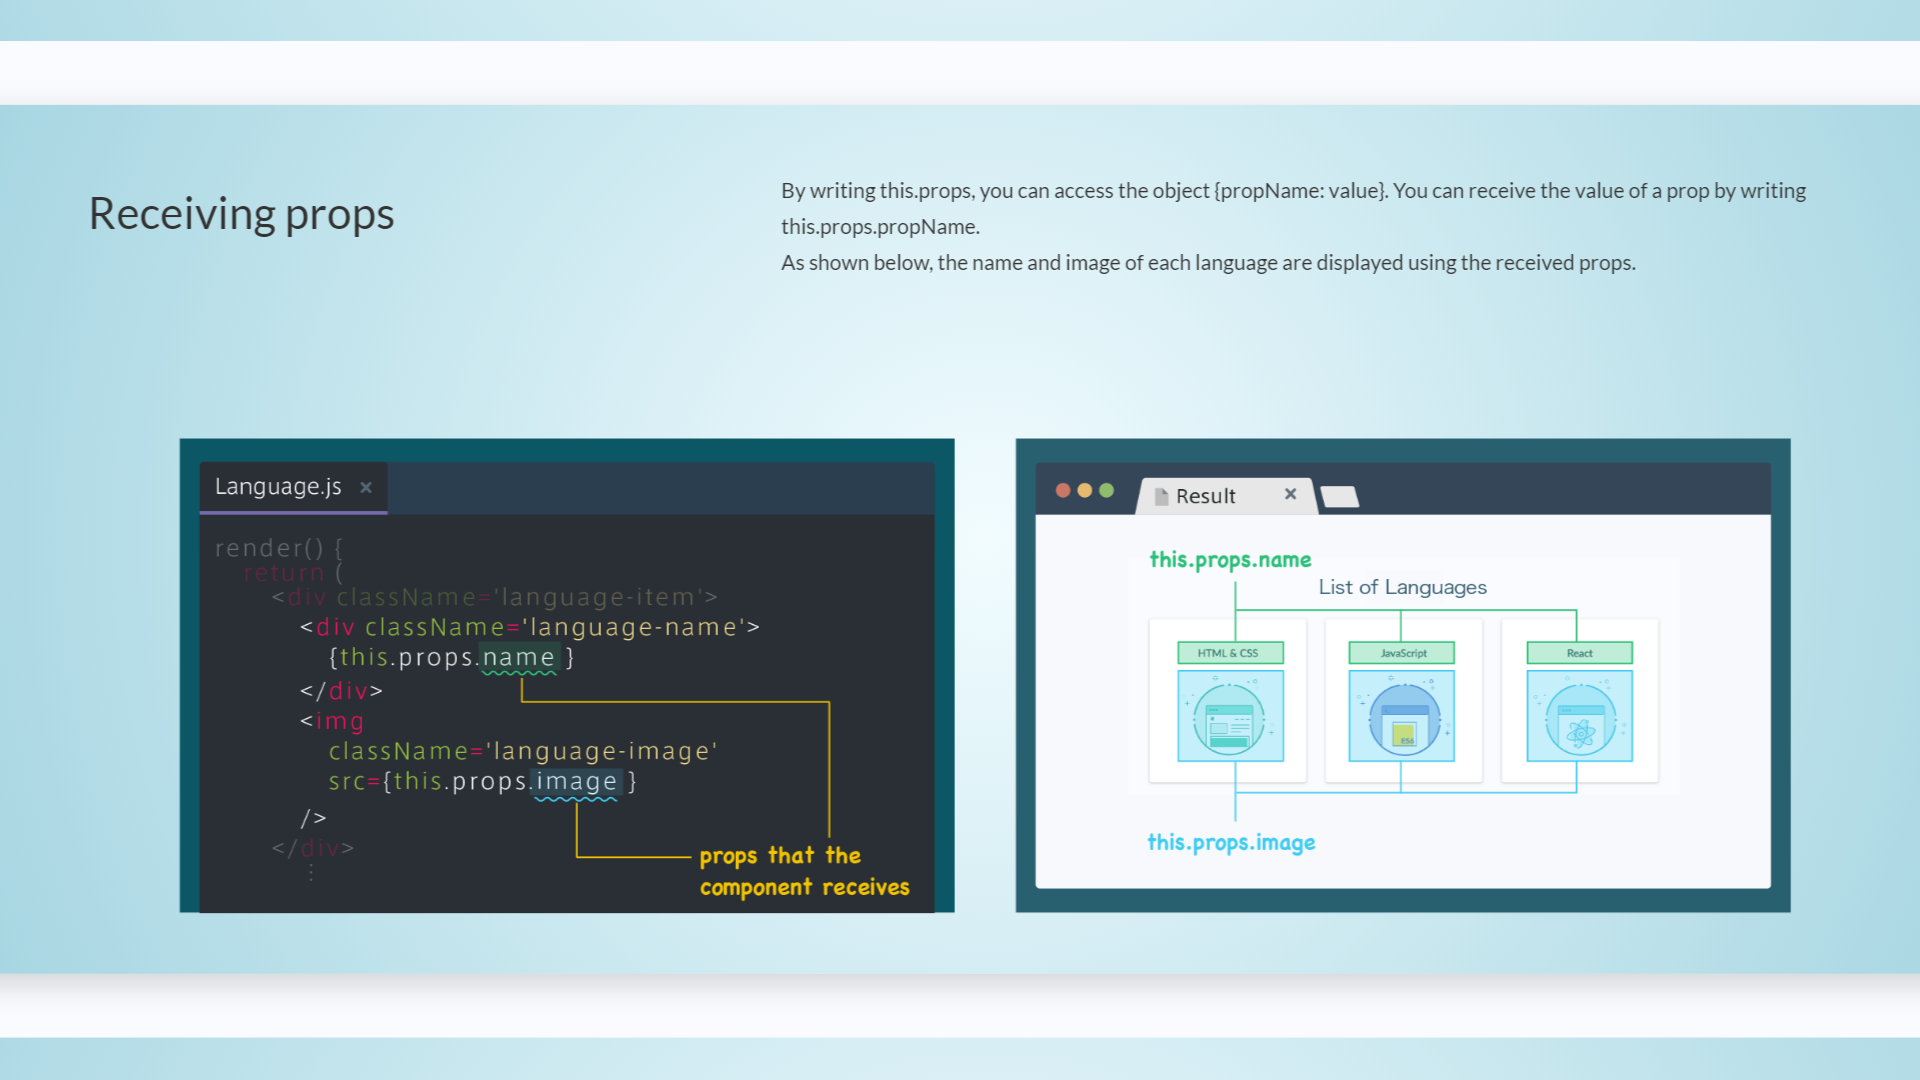 Receiving props
By writing this.props, you can access the object {propName: value}. You can receive the value of a prop by writing
this.props.propName.
As shown below, the name and image of each language are displayed using the received props.
Language.js ×
render() {
return (
<div className='language-item'>
<div className='language-name'>
{this.props.name }
</div>
<img
className='language-image'
src={this.props.image }
/>
</div>
⋮
props that the
component receives
Result ×
this.props.name
List of Languages
HTML & CSS
JavaScript
React
ES6
this.props.image